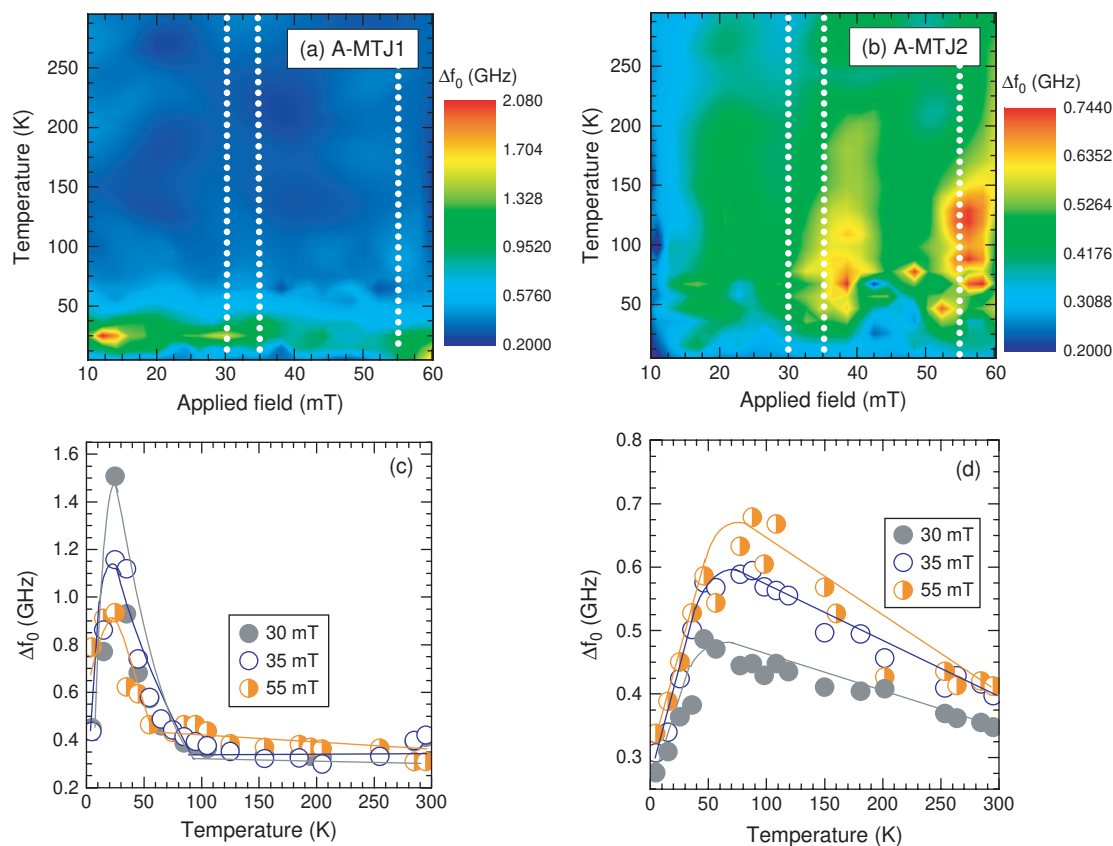 (a) A-MTJ1
Δf0 (GHz)
2.080
1.704
1.328
0.9520
0.5760
0.2000
Temperature (K)
250
200
150
100
50
10 20 30 40 50 60
Applied field (mT)
(b) A-MTJ2
Δf0 (GHz)
0.7440
0.6352
0.5264
0.4176
0.3088
0.2000
Temperature (K)
250
200
150
100
50
10 20 30 40 50 60
Applied field (mT)
(c)
Δf0 (GHz)
1.6
1.4
1.2
1.0
0.8
0.6
0.4
0.2
30 mT
35 mT
55 mT
0 50 100 150 200 250 300
Temperature (K)
(d)
Δf0 (GHz)
0.8
0.7
0.6
0.5
0.4
0.3
30 mT
35 mT
55 mT
0 50 100 150 200 250 300
Temperature (K)